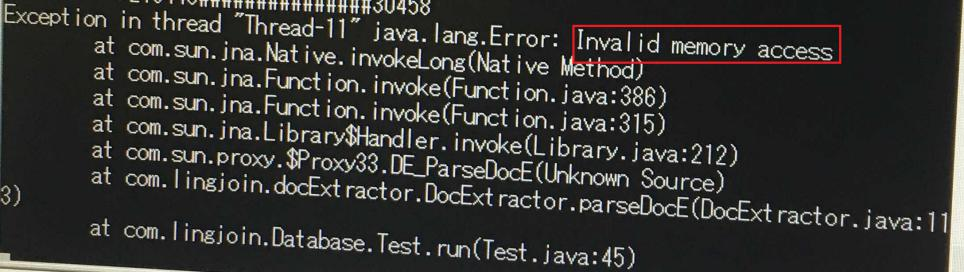 ##############30458
Exception in thread "Thread-11" java.lang.Error: Invalid memory access
at com.sun.jna.Native.invokeLong(Native Method)
at com.sun.jna.Function.invoke(Function.java:386)
at com.sun.jna.Function.invoke(Function.java:315)
at com.sun.jna.Library$Handler.invoke(Library.java:212)
at com.sun.proxy.$Proxy33.DE_ParseDocE(Unknown Source)
at com.lingjoin.docExtractor.DocExtractor.parseDocE(DocExtractor.java:11
3)
at com.lingjoin.Database.Test.run(Test.java:45)